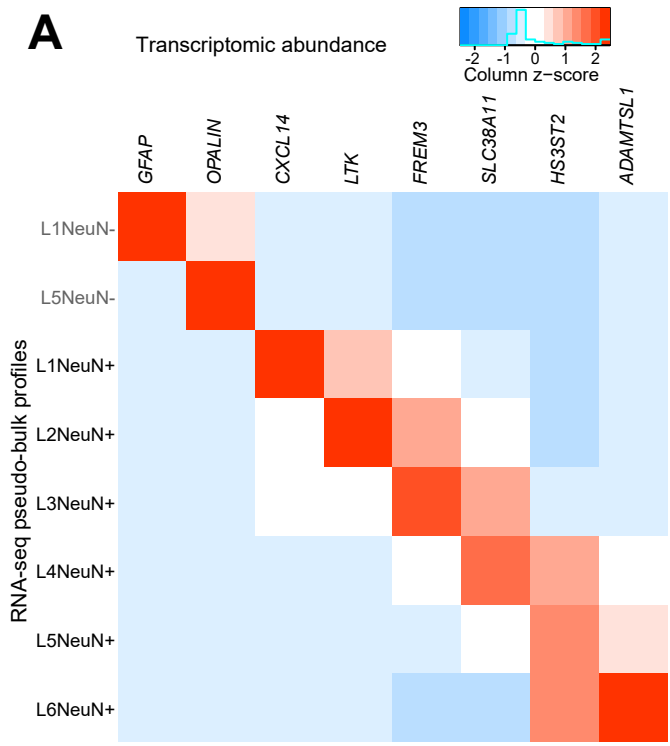 A
Transcriptomic abundance
-2 -1 0 1 2
Column z−score
GFAP
OPALIN
CXCL14
LTK
FREM3
SLC38A11
HS3ST2
ADAMTSL1
RNA-seq pseudo-bulk profiles
L1NeuN-
L5NeuN-
L1NeuN+
L2NeuN+
L3NeuN+
L4NeuN+
L5NeuN+
L6NeuN+